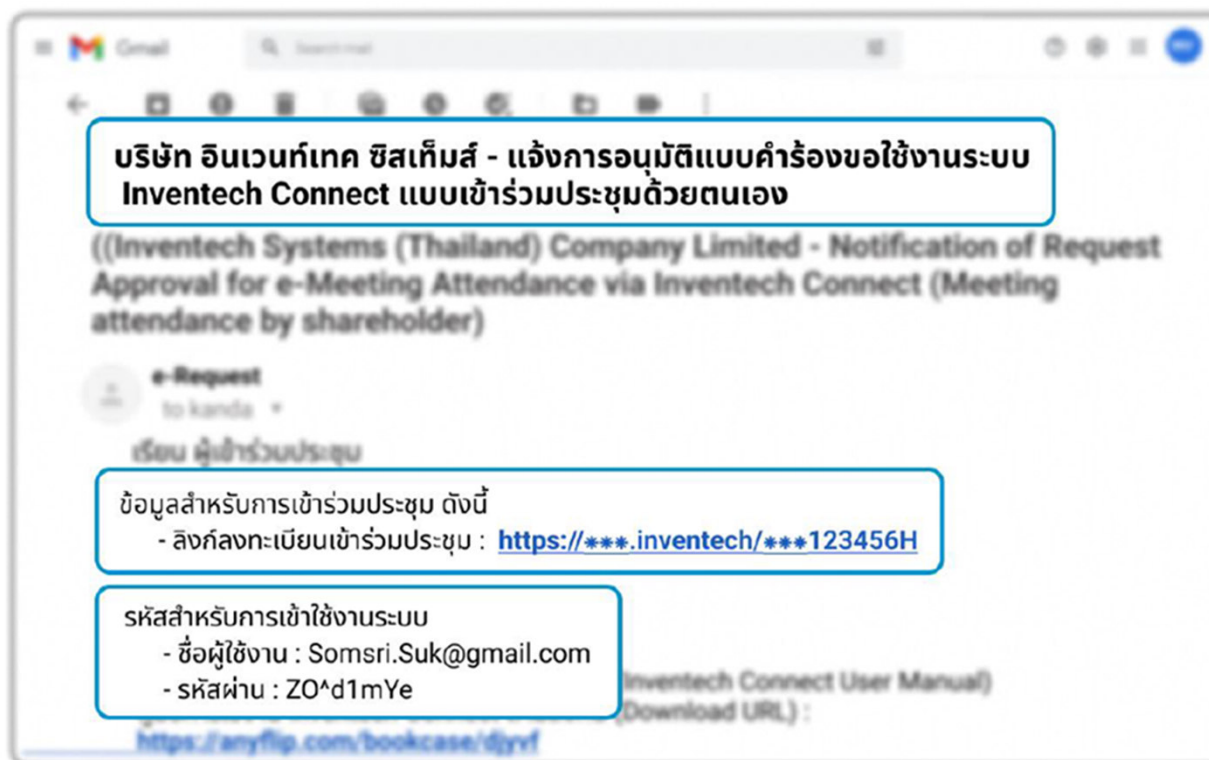 Gmail
Search mail
บริษัท อินเวนท์เทค ซิสเท็มส์ - แจ้งการอนุมัติแบบคำร้องขอใช้งานระบบ
Inventech Connect แบบเข้าร่วมประชุมด้วยตนเอง
((Inventech Systems (Thailand) Company Limited - Notification of Request
Approval for e-Meeting Attendance via Inventech Connect (Meeting
attendance by shareholder)
e-Request
to kanda
เรียน ผู้เข้าร่วมประชุม
ข้อมูลสำหรับการเข้าร่วมประชุม ดังนี้
- ลิงก์ลงทะเบียนเข้าร่วมประชุม : https://***.inventech/***123456H
รหัสสำหรับการเข้าใช้งานระบบ
- ชื่อผู้ใช้งาน : Somsri.Suk@gmail.com
- รหัสผ่าน : ZO^d1mYe
(Inventech Connect User Manual)
(Download URL) :
https://anyflip.com/bookcase/djyvf